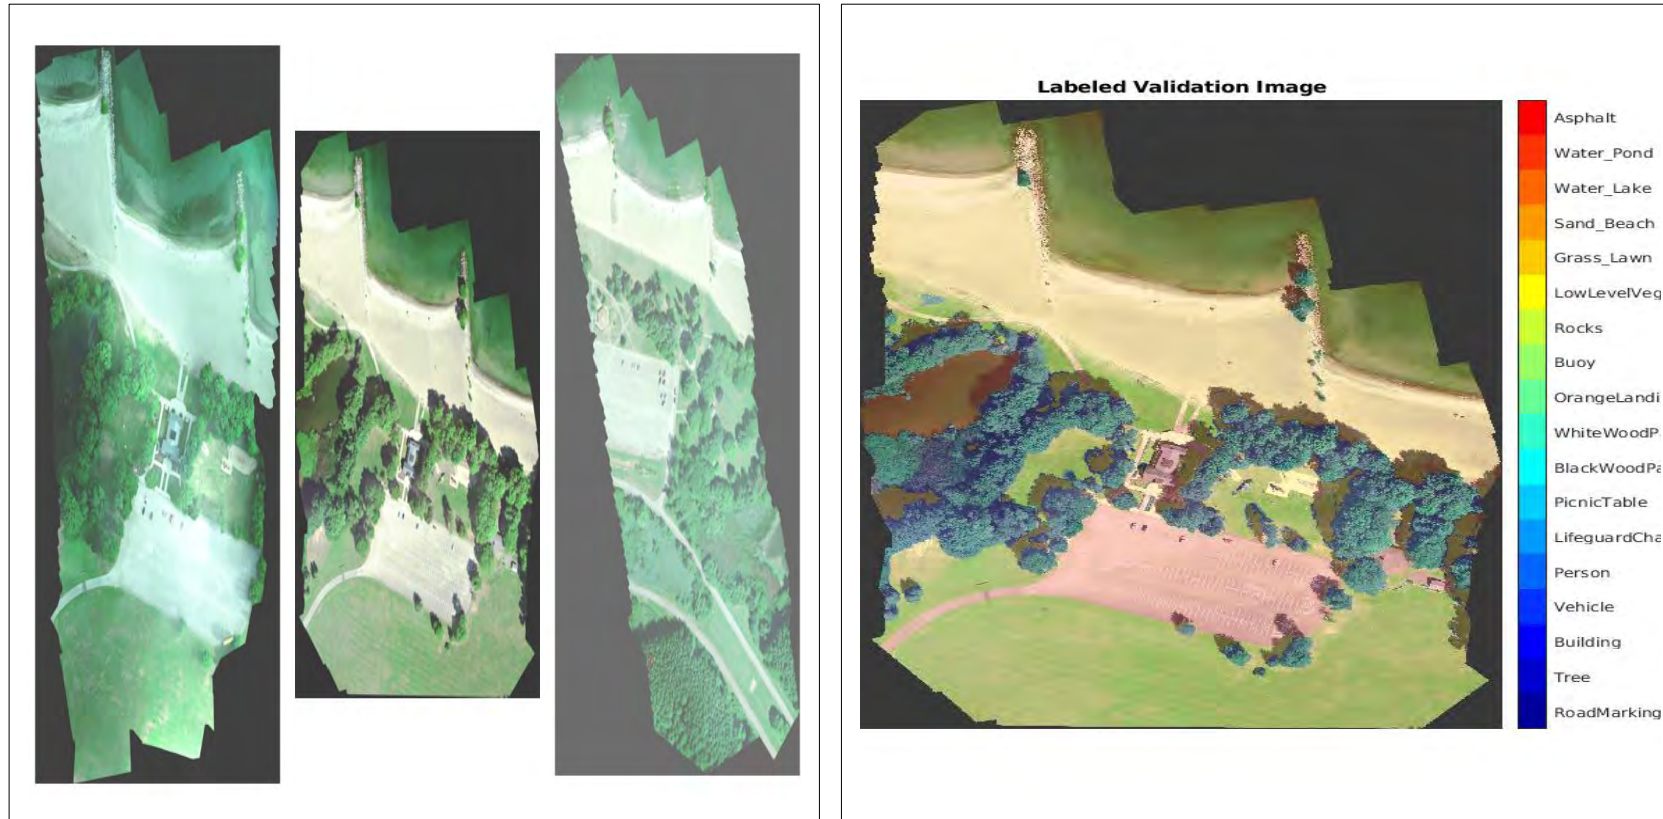 Labeled Validation Image
Asphalt
Water_Pond
Water_Lake
Sand_Beach
Grass_Lawn
LowLevelVeg
Rocks
Buoy
OrangeLandi
WhiteWoodPa
BlackWoodPa
PicnicTable
LifeguardCha
Person
Vehicle
Building
Tree
RoadMarking